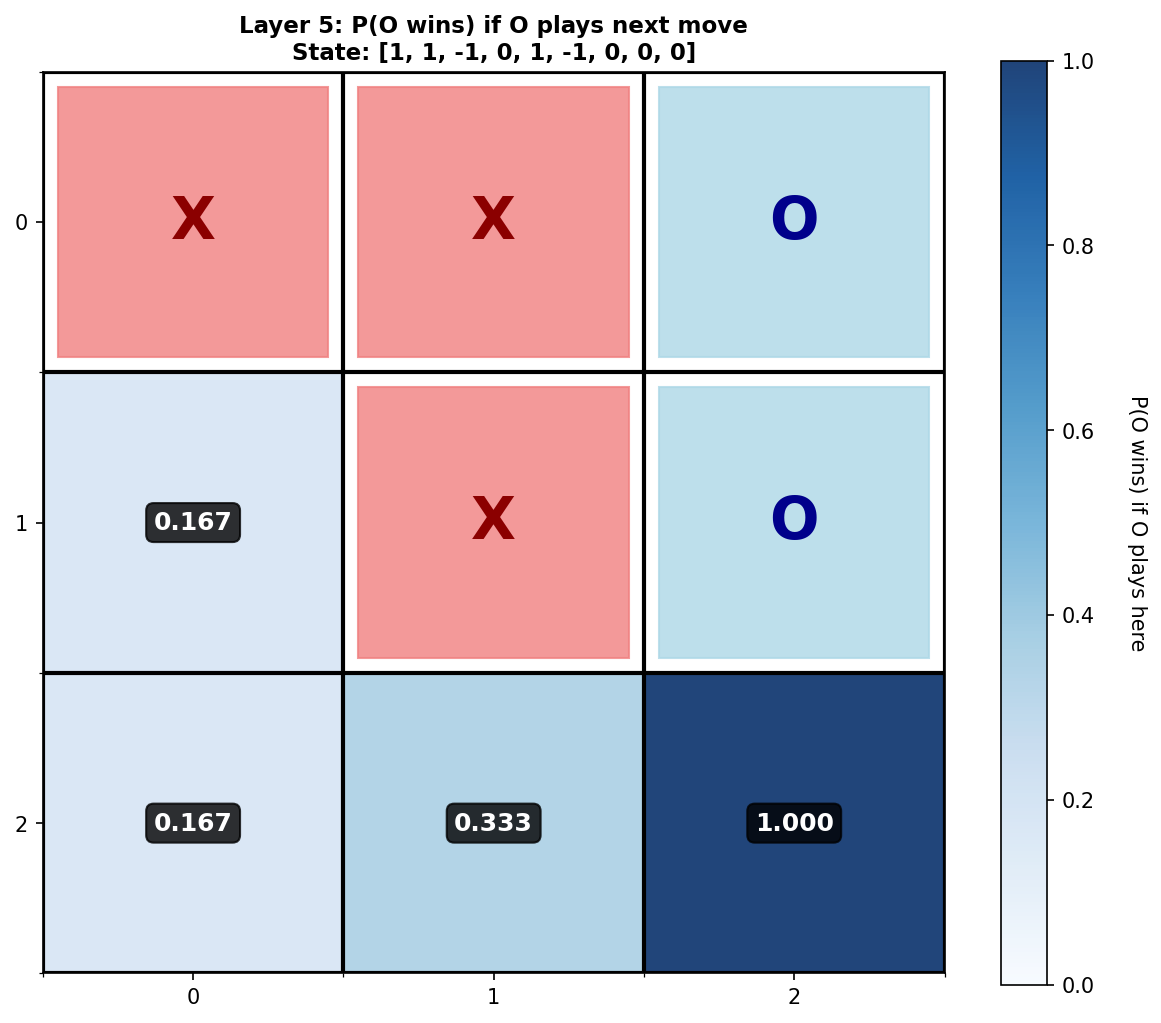 Layer 5: P(O wins) if O plays next move
State: [1, 1, -1, 0, 1, -1, 0, 0, 0]
X
X
O
0
0.167
X
O
1
0.167
0.333
1.000
2
0
1
2
1.0
0.8
0.6
0.4
0.2
0.0
P(O wins) if O plays here